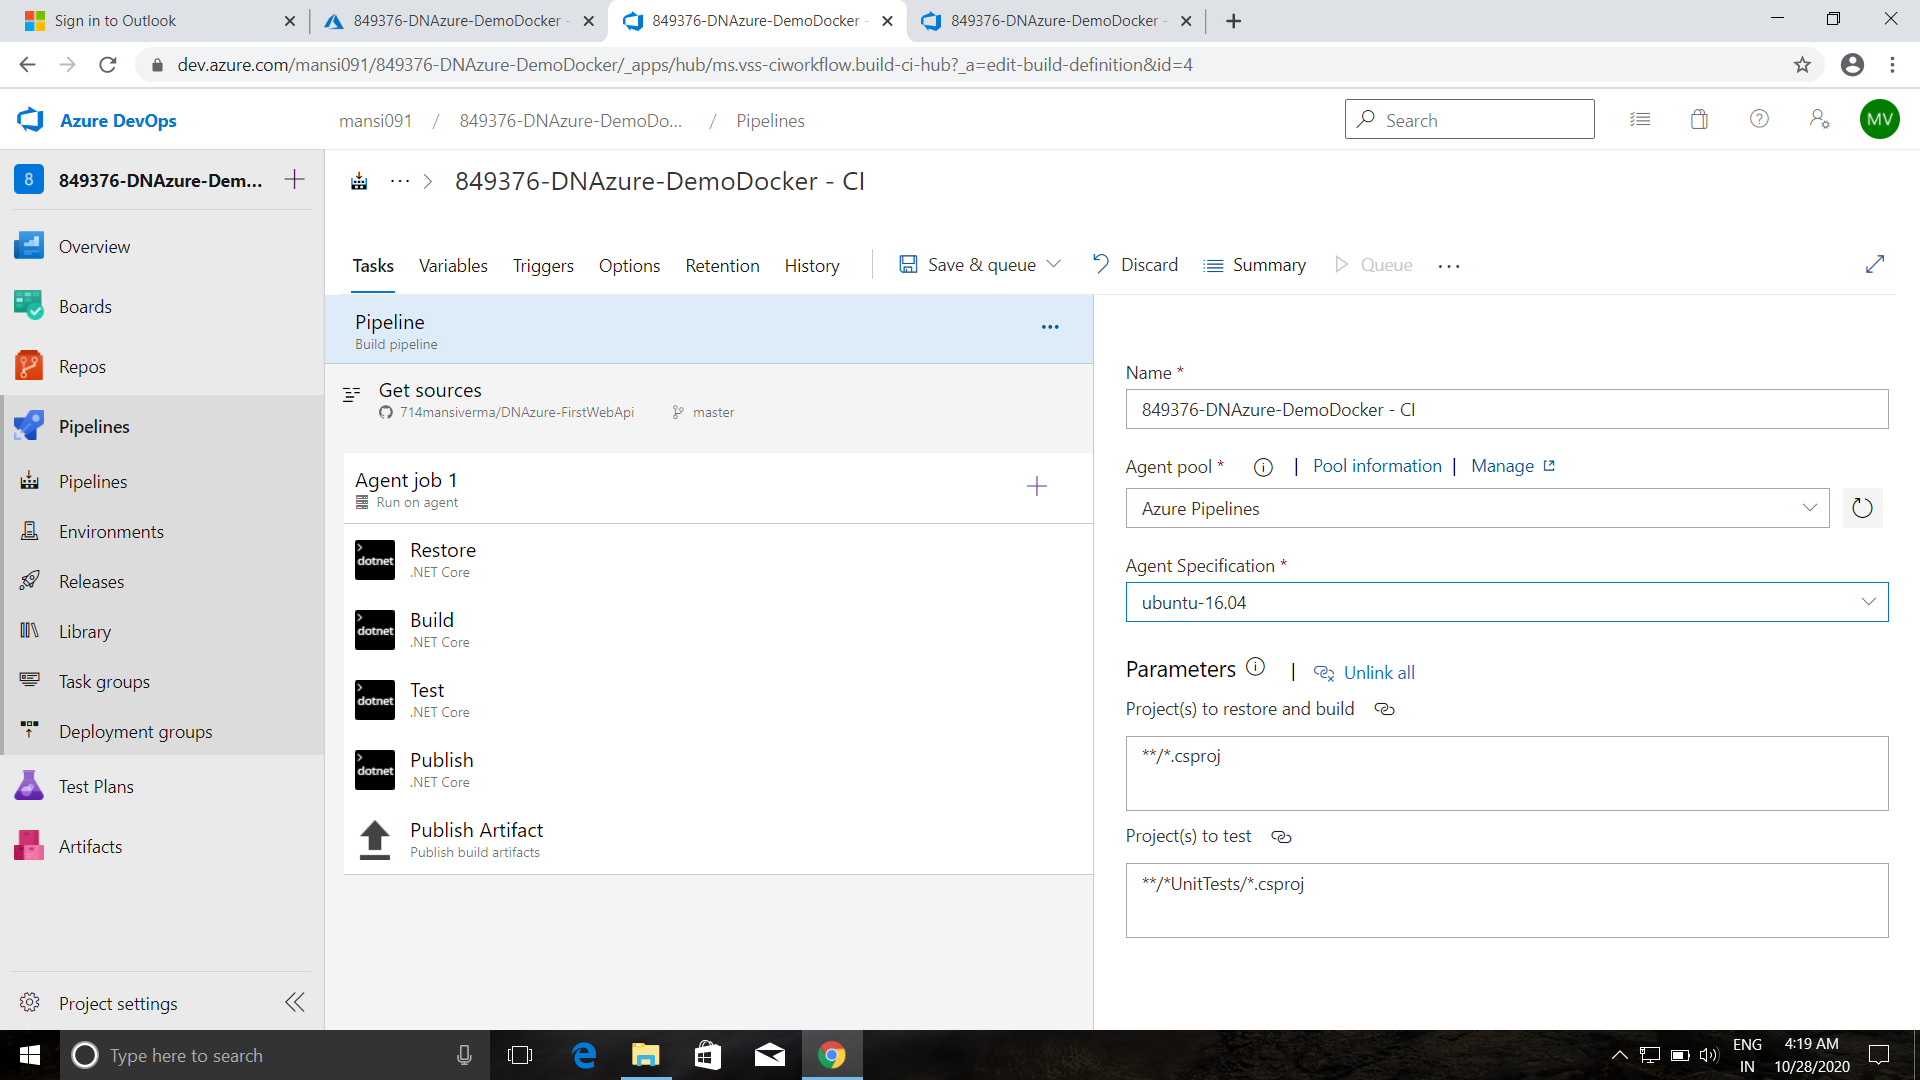 Sign in to Outlook
849376-DNAzure-DemoDocker -
849376-DNAzure-DemoDocker -
849376-DNAzure-DemoDocker -
dev.azure.com/mansi091/849376-DNAzure-DemoDocker/_apps/hub/ms.vss-ciworkflow.build-ci-hub?_a=edit-build-definition&id=4
Azure DevOps
mansi091 / 849376-DNAzure-DemoDo... / Pipelines
Search
MV
8
849376-DNAzure-Dem...
Overview
Boards
Repos
Pipelines
Pipelines
Environments
Releases
Library
Task groups
Deployment groups
Test Plans
Artifacts
Project settings
849376-DNAzure-DemoDocker - CI
Tasks
Variables
Triggers
Options
Retention
History
Save & queue
Discard
Summary
Queue
Pipeline
Build pipeline
Get sources
714mansiverma/DNAzure-FirstWebApi
master
Agent job 1
Run on agent
dotnet
Restore
.NET Core
dotnet
Build
.NET Core
dotnet
Test
.NET Core
dotnet
Publish
.NET Core
Publish Artifact
Publish build artifacts
Name *
849376-DNAzure-DemoDocker - CI
Agent pool * | Pool information | Manage
Azure Pipelines
Agent Specification *
ubuntu-16.04
Parameters | Unlink all
Project(s) to restore and build
**/*.csproj
Project(s) to test
**/*UnitTests/*.csproj
Type here to search
ENG
IN
4:19 AM
10/28/2020